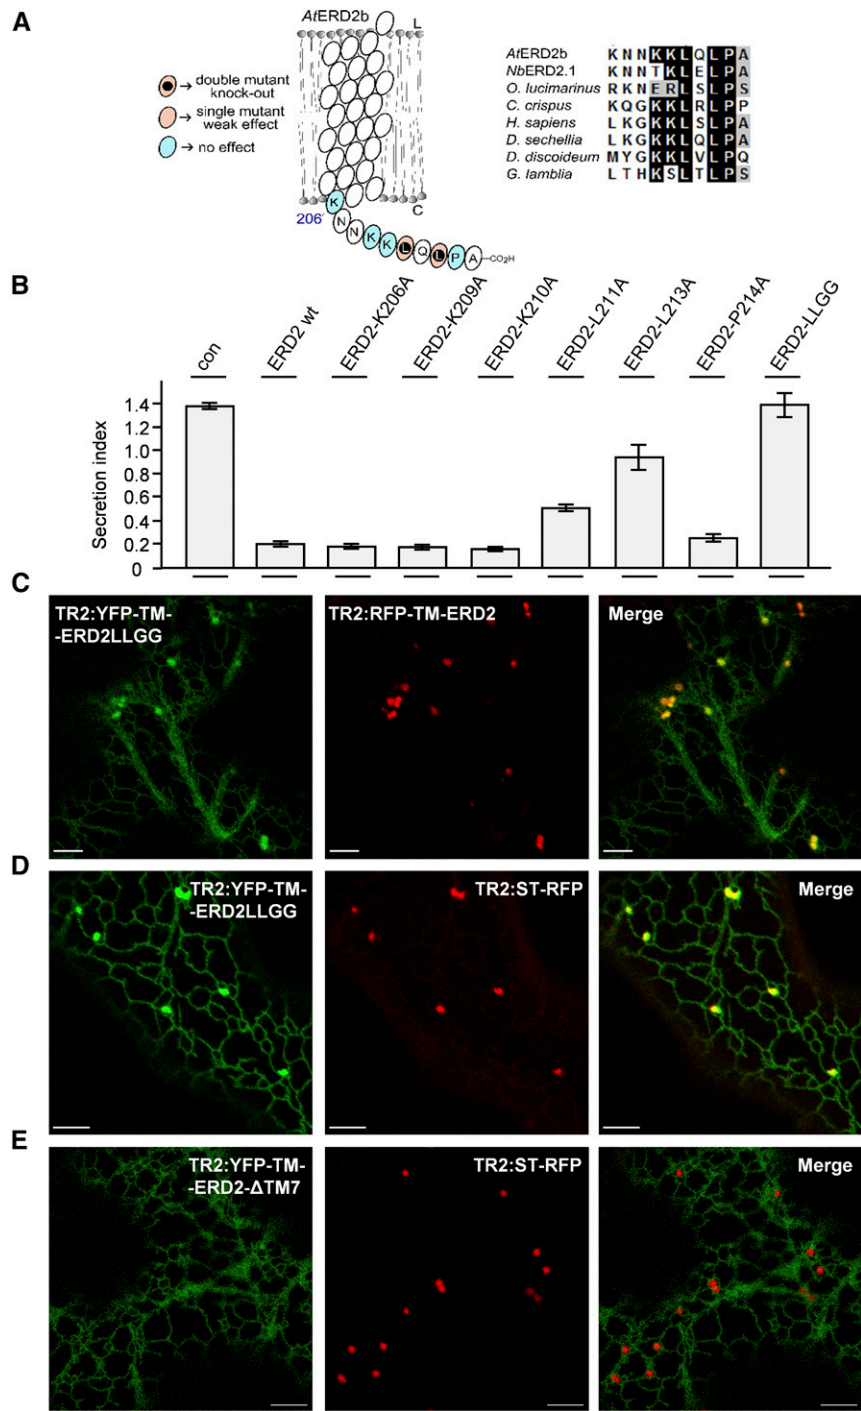 A
AtERD2b
L
double mutant
knock-out
single mutant
weak effect
no effect
C
206'
K
N
N
K
K
L
Q
L
P
A
CO₂H
AtERD2b K N N K K L Q L P A
NbERD2.1 K N N T K L E L P A
O. lucimarinus R K N E R L S L P S
C. crispus K Q G K K L R L P P
H. sapiens L K G K K L S L P A
D. sechellia L K G K K L Q L P A
D. discoideum M Y G K K L V L P Q
G. lamblia L T H K S L T L P S
B
con
ERD2 wt
ERD2-K206A
ERD2-K209A
ERD2-K210A
ERD2-L211A
ERD2-L213A
ERD2-P214A
ERD2-LLGG
Secretion index
1.4
1.0
0.8
0.6
0.4
0.2
0
C
TR2:YFP-TM-
-ERD2LLGG
TR2:RFP-TM-ERD2
Merge
D
TR2:YFP-TM-
-ERD2LLGG
TR2:ST-RFP
Merge
E
TR2:YFP-TM-
-ERD2-ΔTM7
TR2:ST-RFP
Merge